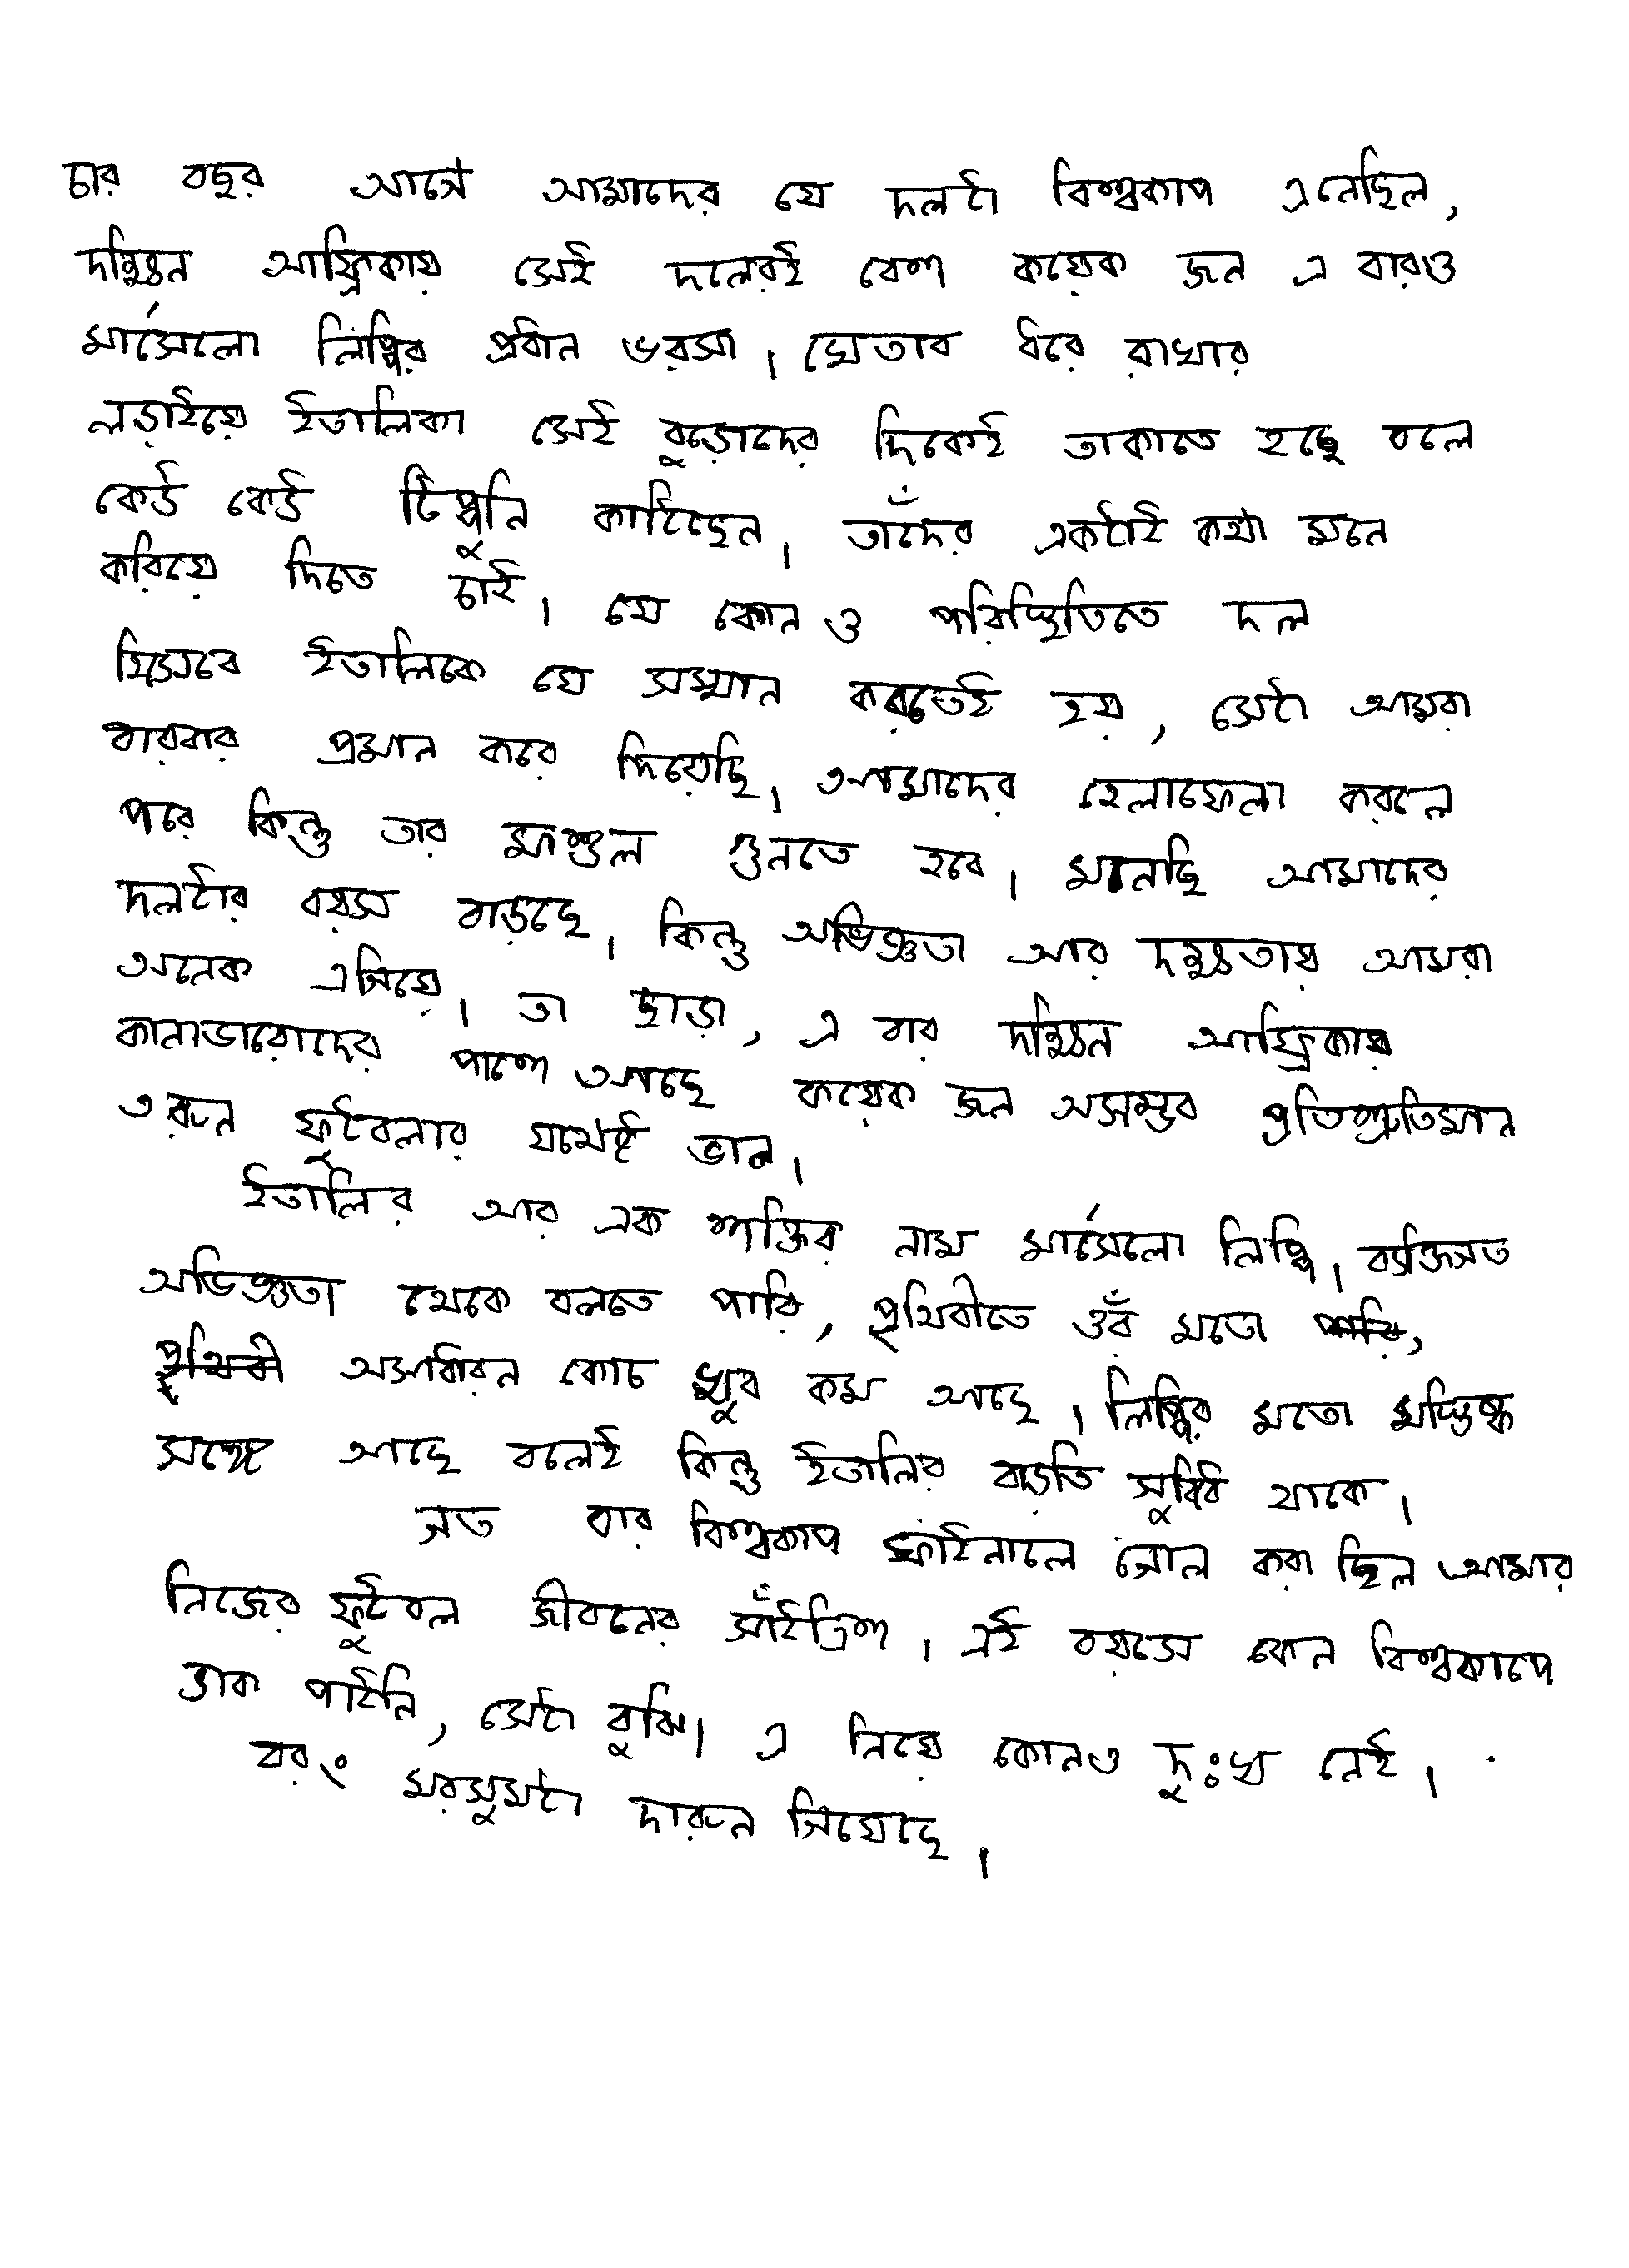 চার বছর আগে আমাদের যে দলটা বিশ্বকাপ এনেছিল,
দক্ষিণ আফ্রিকায় সেই দলেরই বেশ কয়েক জন এ বারও
মার্সেলো লিপ্পির প্রধান ভরসা। খেতাব ধরে রাখার
লড়াইয়ে ইতালিকা সেই বুড়োদের দিকেই তাকাতে হচ্ছে বলে
কেউ কেউ টিপ্পুনি কাটছেন। তাঁদের একটাই কথা মনে
করিয়ে দিতে চাই। যে কোন ও পরিস্থিতিতে দল
হিসেবে ইতালিকে যে সম্মান করতেই হয়, সেটা আমরা
বারবার প্রমান করে দিয়েছি। আমাদের হেলাফেলা করলে
পরে কিন্তু তার মাশুল গুনতে হবে। মানছি আমাদের
দলটার বয়স বাড়ছে। কিন্তু অভিজ্ঞতা আর দক্ষতায় আমরা
অনেক এগিয়ে। তা ছাড়া, এ বার দক্ষিণ আফ্রিকায়
কানাভারোদের পাশে আছে কয়েক জন অসম্ভব প্রতিশ্রুতিমান
তরুন ফুটবলার যথেষ্ট ভাল।
ইতালির আর এক শক্তির নাম মার্সেলো লিপ্পি। ব্যক্তিগত
অভিজ্ঞতা থেকে বলতে পারি, পৃথিবীতে ওঁর মতো পারি,
পৃথিবী অসাধারন কোচ খুব কম আছে। লিপ্পির মতো মস্তিষ্ক
সঙ্গে আছে বলেই কিন্তু ইতালির বাড়তি সুবিধি থাকে।
গত বার বিশ্বকাপ ফাইনালে গোল করা ছিল আমার
নিজের ফুটবল জীবনের সাঁইত্রিশ। এই বয়সে কেন বিশ্বকাপে
ডাক পাইনি, সেটা বুঝি। এ নিয়ে কোনও দুঃখ নেই।
বরং মরসুমটা দারুন গিয়েছে।